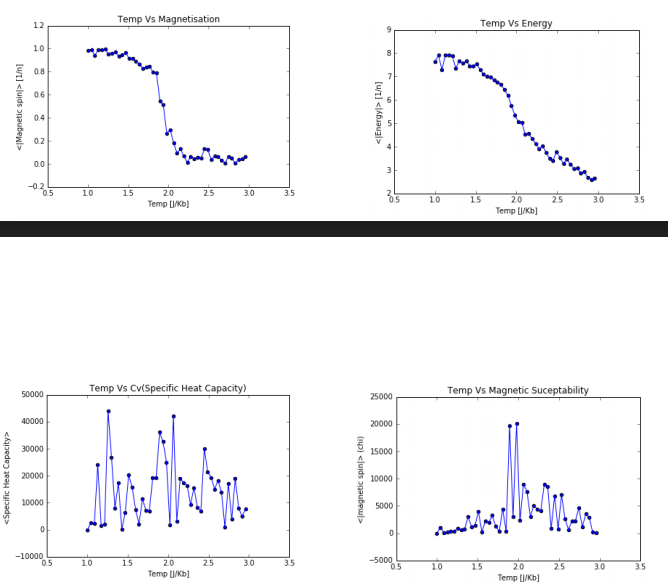 Temp Vs Magnetisation
<|Magnetic spin|> [1/n]
1.2
1.0
0.8
0.6
0.4
0.2
0.0
−0.2
0.5 1.0 1.5 2.0 2.5 3.0 3.5
Temp [J/Kb]
Temp Vs Energy
<|Energy|> [1/n]
9
8
7
6
5
4
3
2
0.5 1.0 1.5 2.0 2.5 3.0 3.5
Temp [J/Kb]
Temp Vs Cv(Specific Heat Capacity)
<Specific Heat Capacity>
50000
40000
30000
20000
10000
0
−10000
0.5 1.0 1.5 2.0 2.5 3.0 3.5
Temp [J/Kb]
Temp Vs Magnetic Suceptability
<|magnetic spin|> (chi)
25000
20000
15000
10000
5000
0
−5000
0.5 1.0 1.5 2.0 2.5 3.0 3.5
Temp [J/Kb]